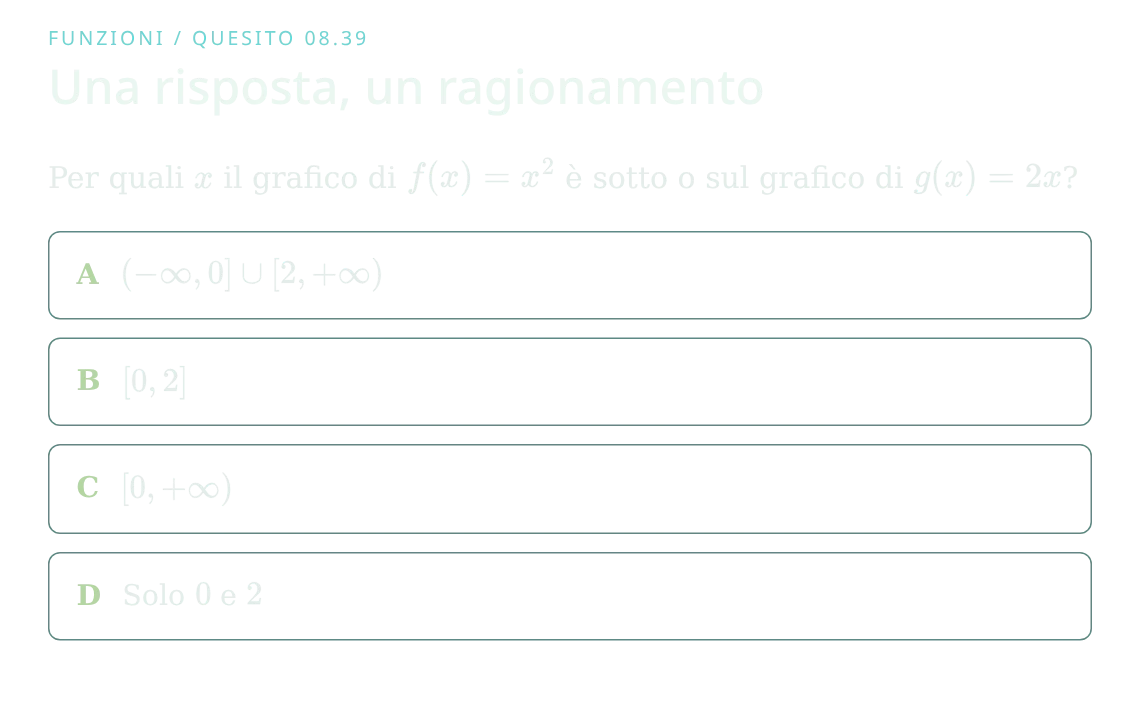 FUNZIONI / QUESITO 08.39
Una risposta, un ragionamento
Per quali x il grafico di f(x) = x² è sotto o sul grafico di g(x) = 2x?
A (−∞, 0] ∪ [2, +∞)
B [0, 2]
C [0, +∞)
D Solo 0 e 2